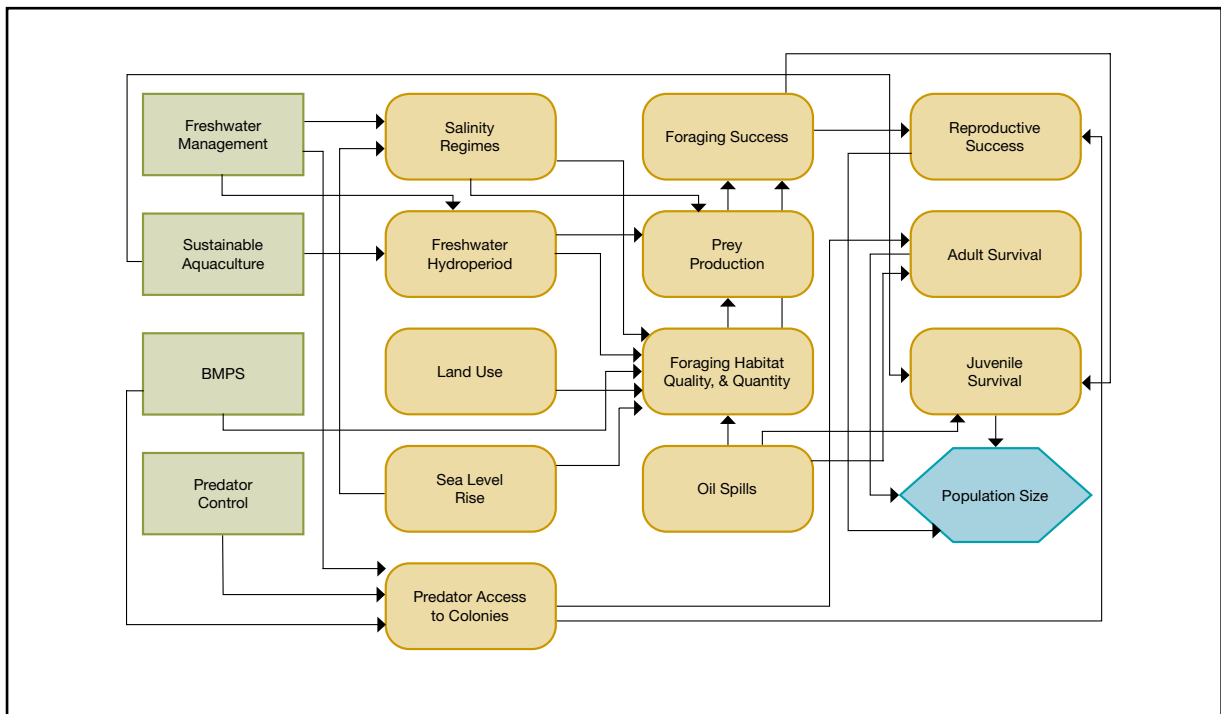 Freshwater
Management
Salinity
Regimes
Foraging Success
Reproductive
Success
Sustainable
Aquaculture
Freshwater
Hydroperiod
Prey
Production
Adult Survival
BMPS
Land Use
Foraging Habitat
Quality, & Quantity
Juvenile
Survival
Predator
Control
Sea Level
Rise
Oil Spills
Population Size
Predator Access
to Colonies